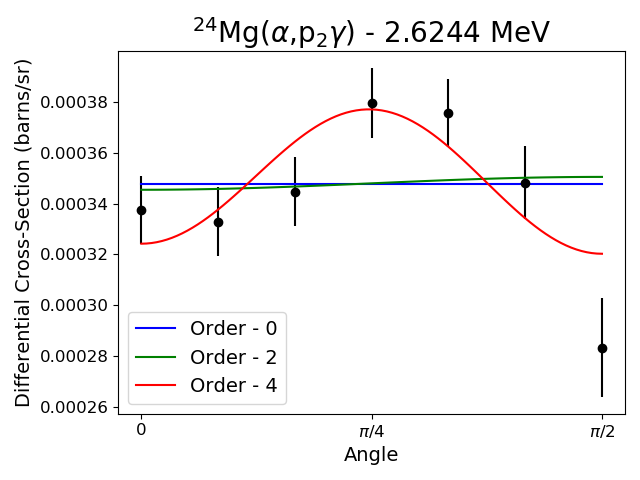 ²⁴Mg(α,p₂γ) - 2.6244 MeV
Differential Cross-Section (barns/sr)
0.00038
0.00036
0.00034
0.00032
0.00030
0.00028
0.00026
Order - 0
Order - 2
Order - 4
0
π/4
π/2
Angle